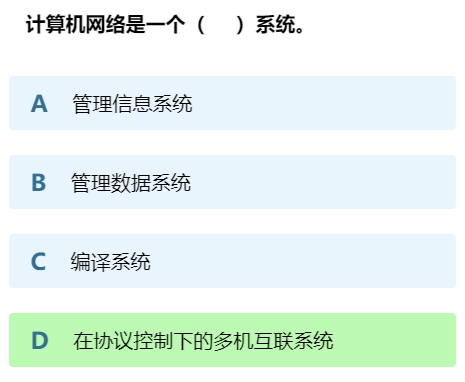 计算机网络是一个（  ）系统。
A 管理信息系统
B 管理数据系统
C 编译系统
D 在协议控制下的多机互联系统